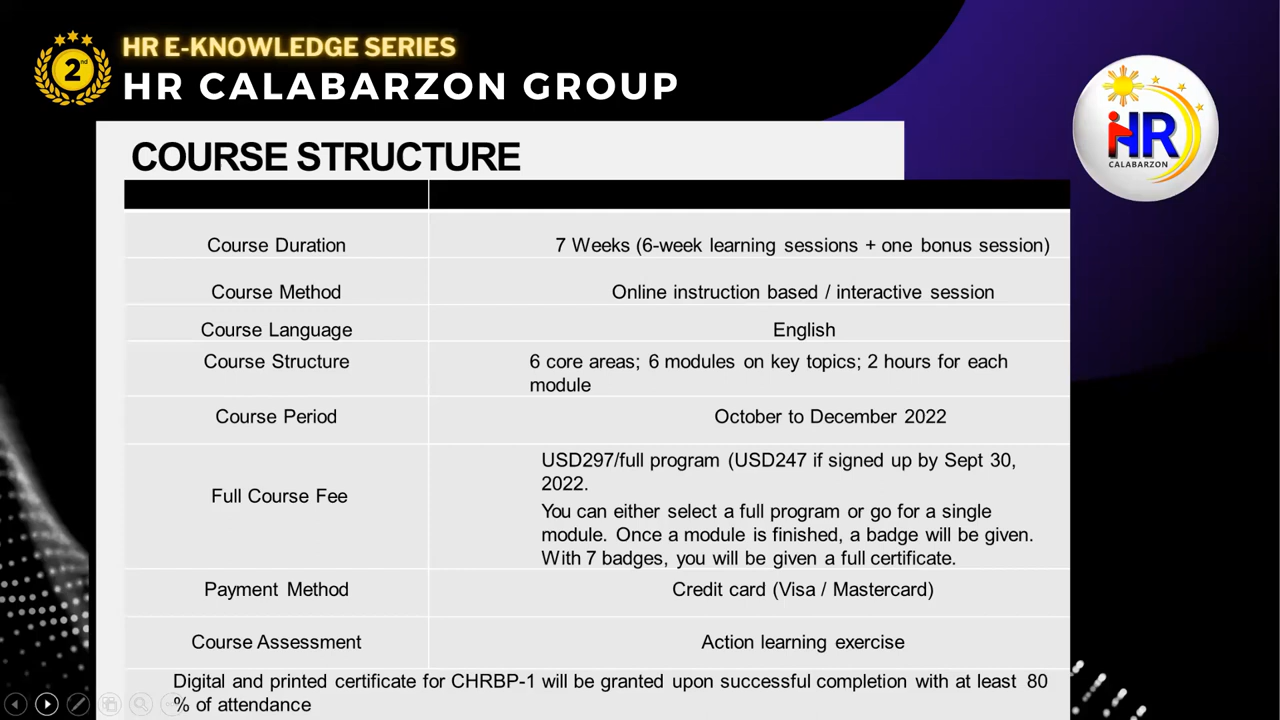 2nd
HR E-KNOWLEDGE SERIES
HR CALABARZON GROUP
HR
CALABARZON
COURSE STRUCTURE
Course Duration
7 Weeks (6-week learning sessions + one bonus session)
Course Method
Online instruction based / interactive session
Course Language
English
Course Structure
6 core areas; 6 modules on key topics; 2 hours for each
module
Course Period
October to December 2022
Full Course Fee
USD297/full program (USD247 if signed up by Sept 30,
2022.
You can either select a full program or go for a single
module. Once a module is finished, a badge will be given.
With 7 badges, you will be given a full certificate.
Payment Method
Credit card (Visa / Mastercard)
Course Assessment
Action learning exercise
Digital and printed certificate for CHRBP-1 will be granted upon successful completion with at least 80
% of attendance